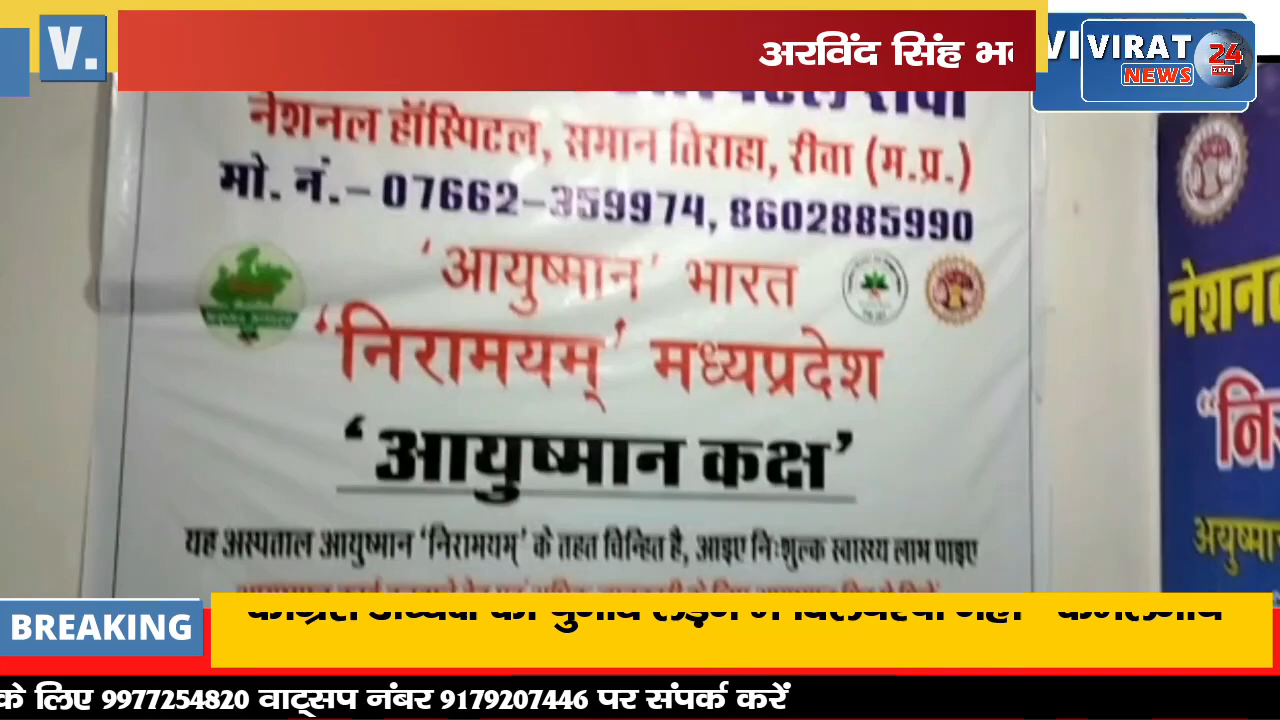 V.
अरविंद सिंह
VIRAT
NEWS
24
LIVE
नेशनल हॉस्पिटल, समान तिराहा, रीवा (म.प्र.)
मो. नं.– 07662–359974, 8602885990
'आयुष्मान' भारत
'निरामयम्' मध्यप्रदेश
'आयुष्मान कक्ष'
यह अस्पताल आयुष्मान 'निरामयम्' के तहत चिन्हित है, आइए निःशुल्क स्वास्थ्य लाभ पाइए
BREAKING
के लिए 9977254820 वाट्सप नंबर 9179207446 पर संपर्क करें